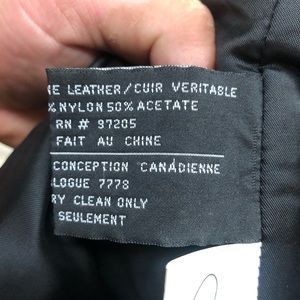 NE LEATHER/CUIR VERITABLE
% NYLON 50% ACETATE
RN # 97205
FAIT AU CHINE
CONCEPTION CANADIENNE
LOGUE 7778
RY CLEAN ONLY
SEULEMENT